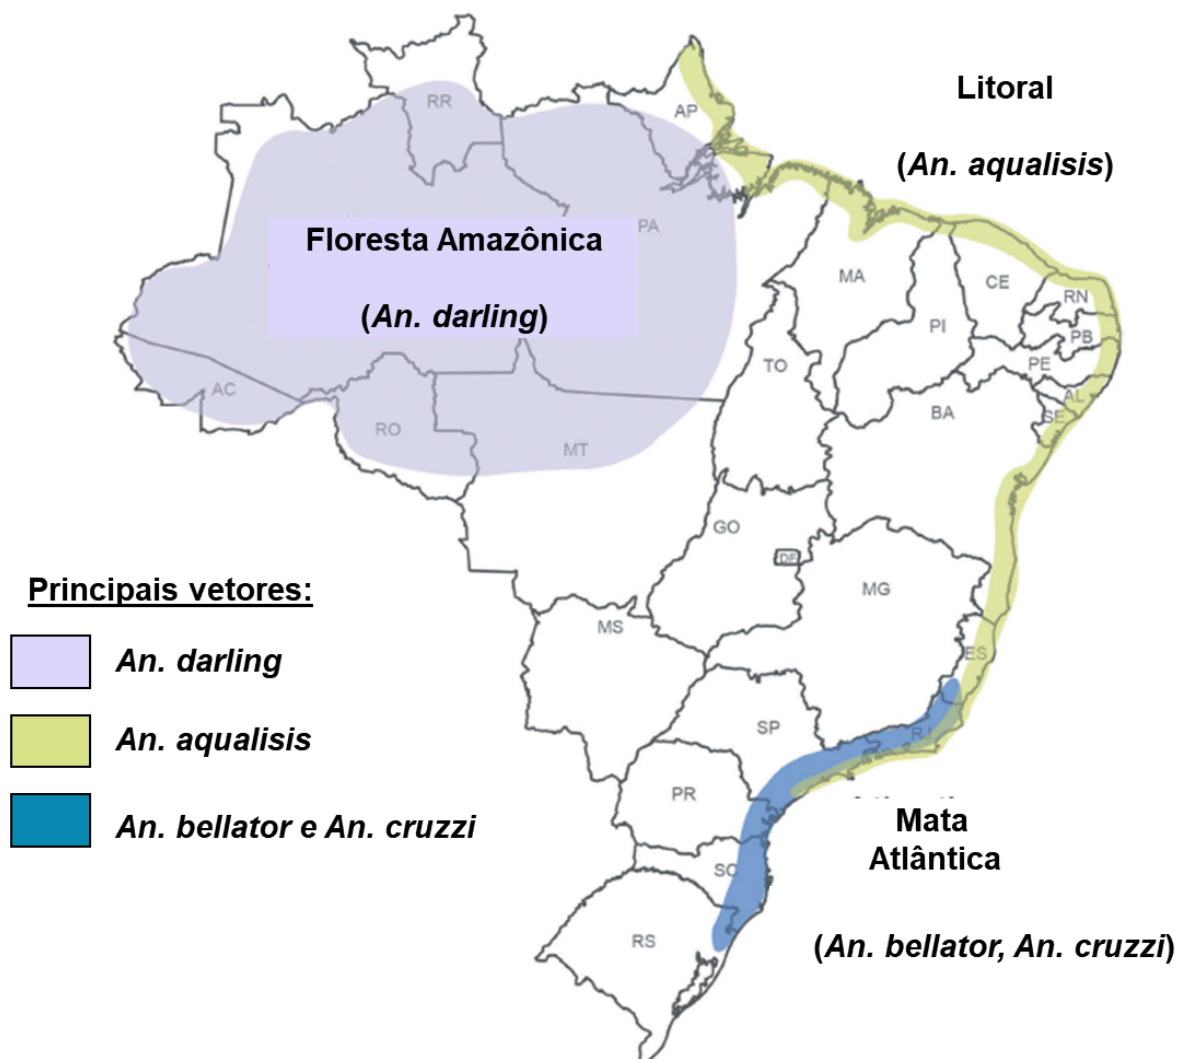 Litoral
(An. aqualisis)
RR
AP
Floresta Amazônica
(An. darling)
PA
MA
CE
RN
PI
PB
PE
TO
AL
SE
AC
BA
RO
MT
GO
DF
Principais vetores:
MG
An. darling
MS
ES
An. aqualisis
SP
RJ
PR
An. bellator e An. cruzzi
Mata
Atlântica
SC
RS
(An. bellator, An. cruzzi)